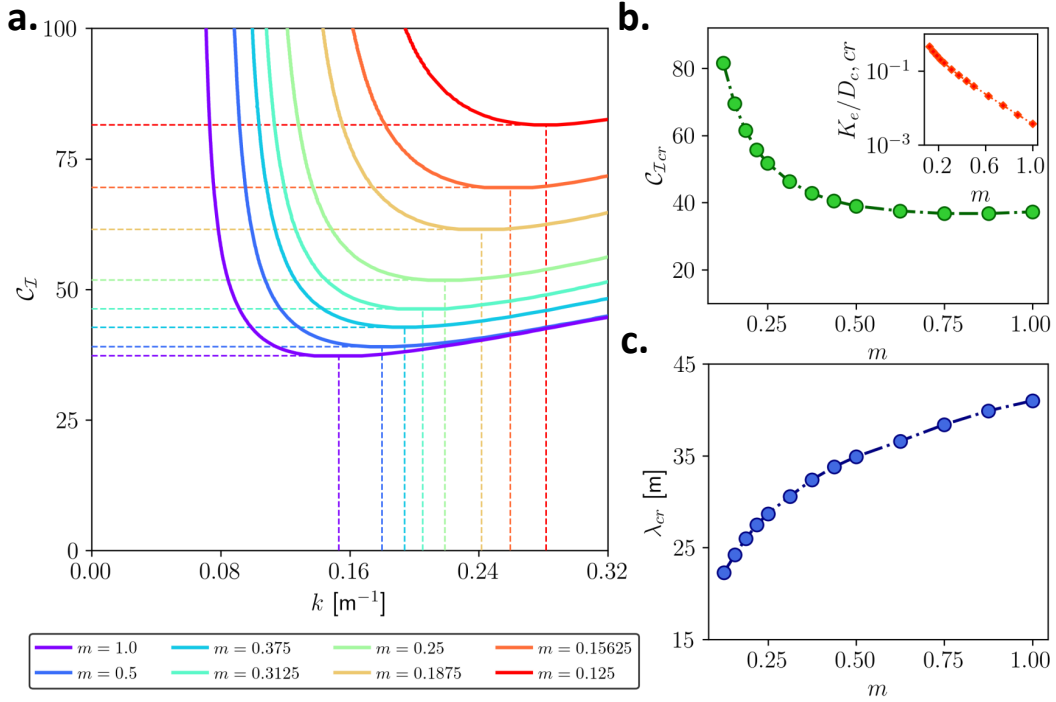 a.
100
75
50
25
0
C_I
0.00 0.08 0.16 0.24 0.32
k [m⁻¹]
m = 1.0 m = 0.375 m = 0.25 m = 0.15625
m = 0.5 m = 0.3125 m = 0.1875 m = 0.125
b.
80
60
40
20
C_Icr
0.25 0.50 0.75 1.00
m
K_e/D_c,cr
10⁻¹
10⁻³
0.2 0.6 1.0
m
c.
45
35
25
15
λ_cr [m]
0.25 0.50 0.75 1.00
m